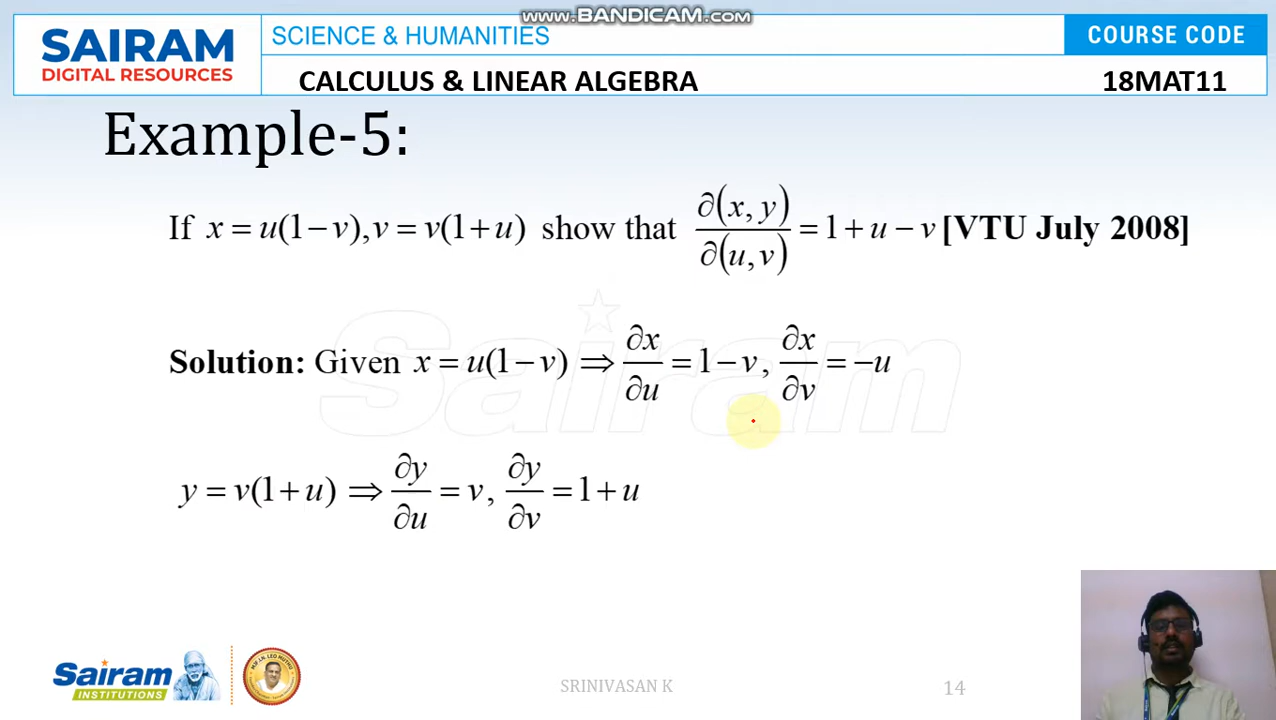 www.BANDICAM.com
SAIRAM
DIGITAL RESOURCES
SCIENCE & HUMANITIES
COURSE CODE
CALCULUS & LINEAR ALGEBRA
18MAT11
Example-5:
If x = u(1 − v), v = v(1 + u) show that ∂(x, y)/∂(u, v) = 1 + u − v [VTU July 2008]
Solution: Given x = u(1 − v) ⇒ ∂x/∂u = 1 − v, ∂x/∂v = −u
y = v(1 + u) ⇒ ∂y/∂u = v, ∂y/∂v = 1 + u
Sairam
Sairam
INSTITUTIONS
SRINIVASAN K
14